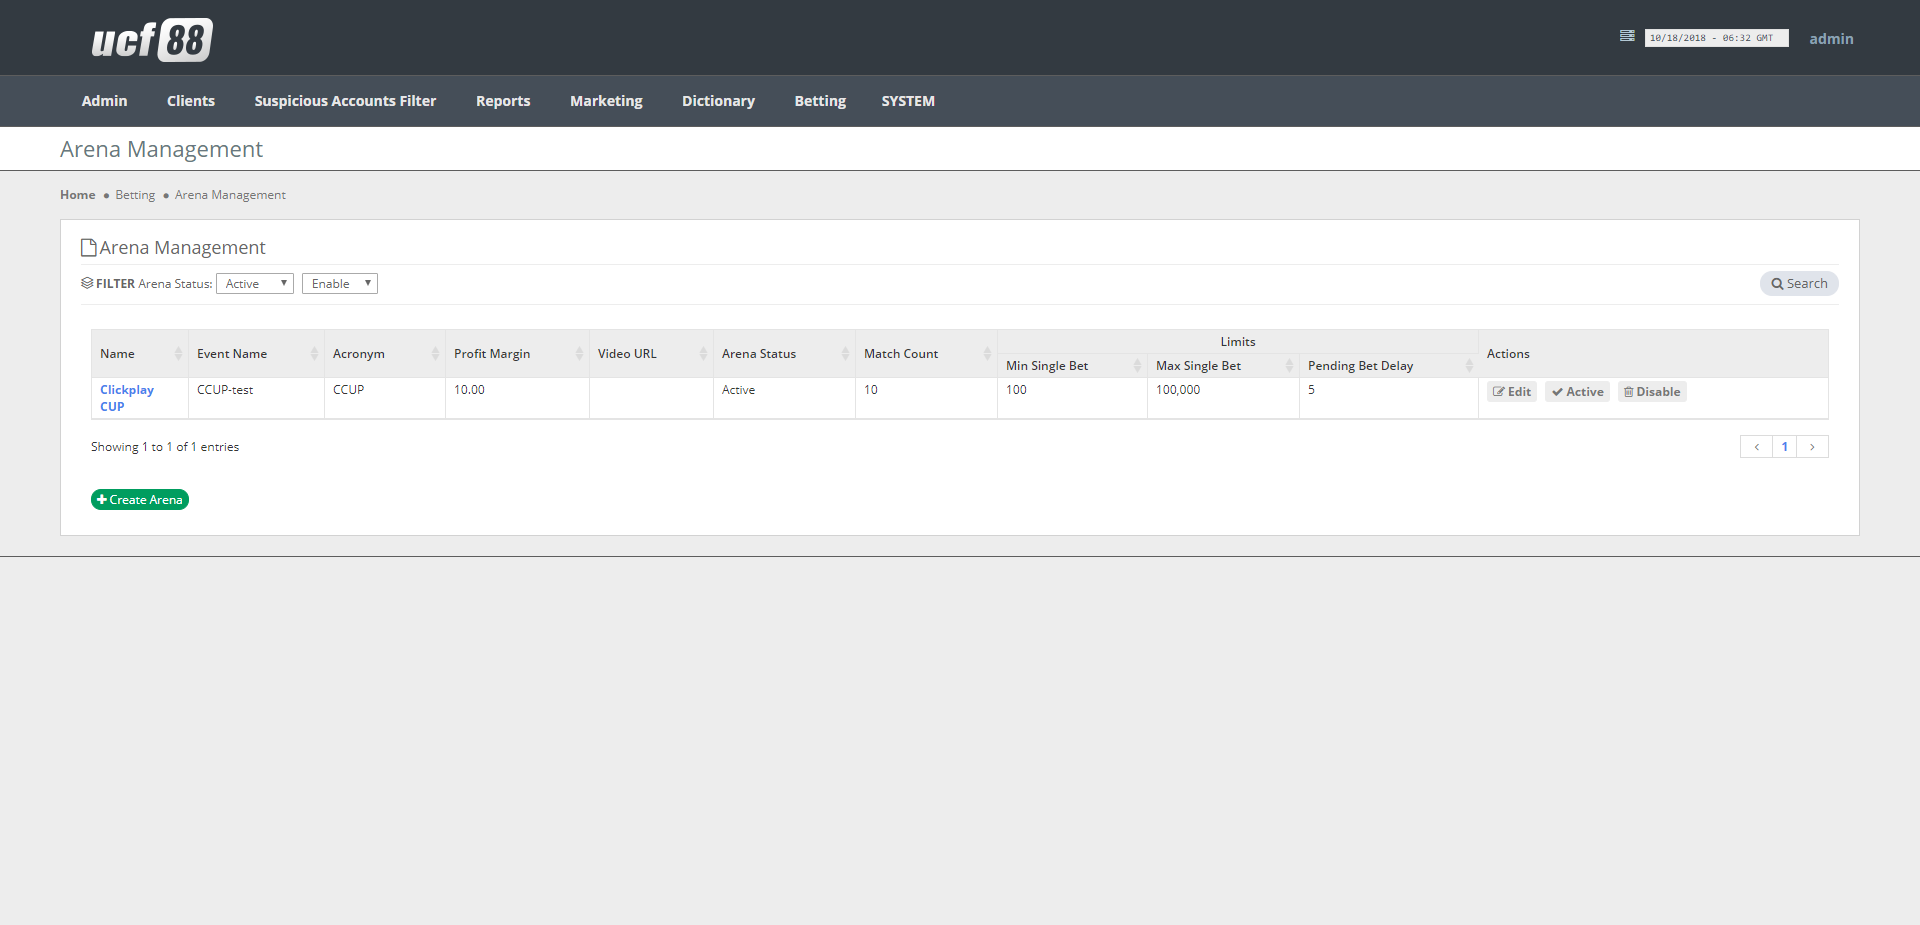 ucf88
10/18/2018 - 06:32 GMT admin
Admin Clients Suspicious Accounts Filter Reports Marketing Dictionary Betting SYSTEM
Arena Management
Home • Betting • Arena Management
Arena Management
FILTER Arena Status: Active Enable Search
Name Event Name Acronym Profit Margin Video URL Arena Status Match Count Limits Actions
Min Single Bet Max Single Bet Pending Bet Delay
Clickplay CCUP-test CCUP 10.00 Active 10 100 100,000 5 Edit Active Disable
CUP
Showing 1 to 1 of 1 entries ‹ 1 ›
Create Arena